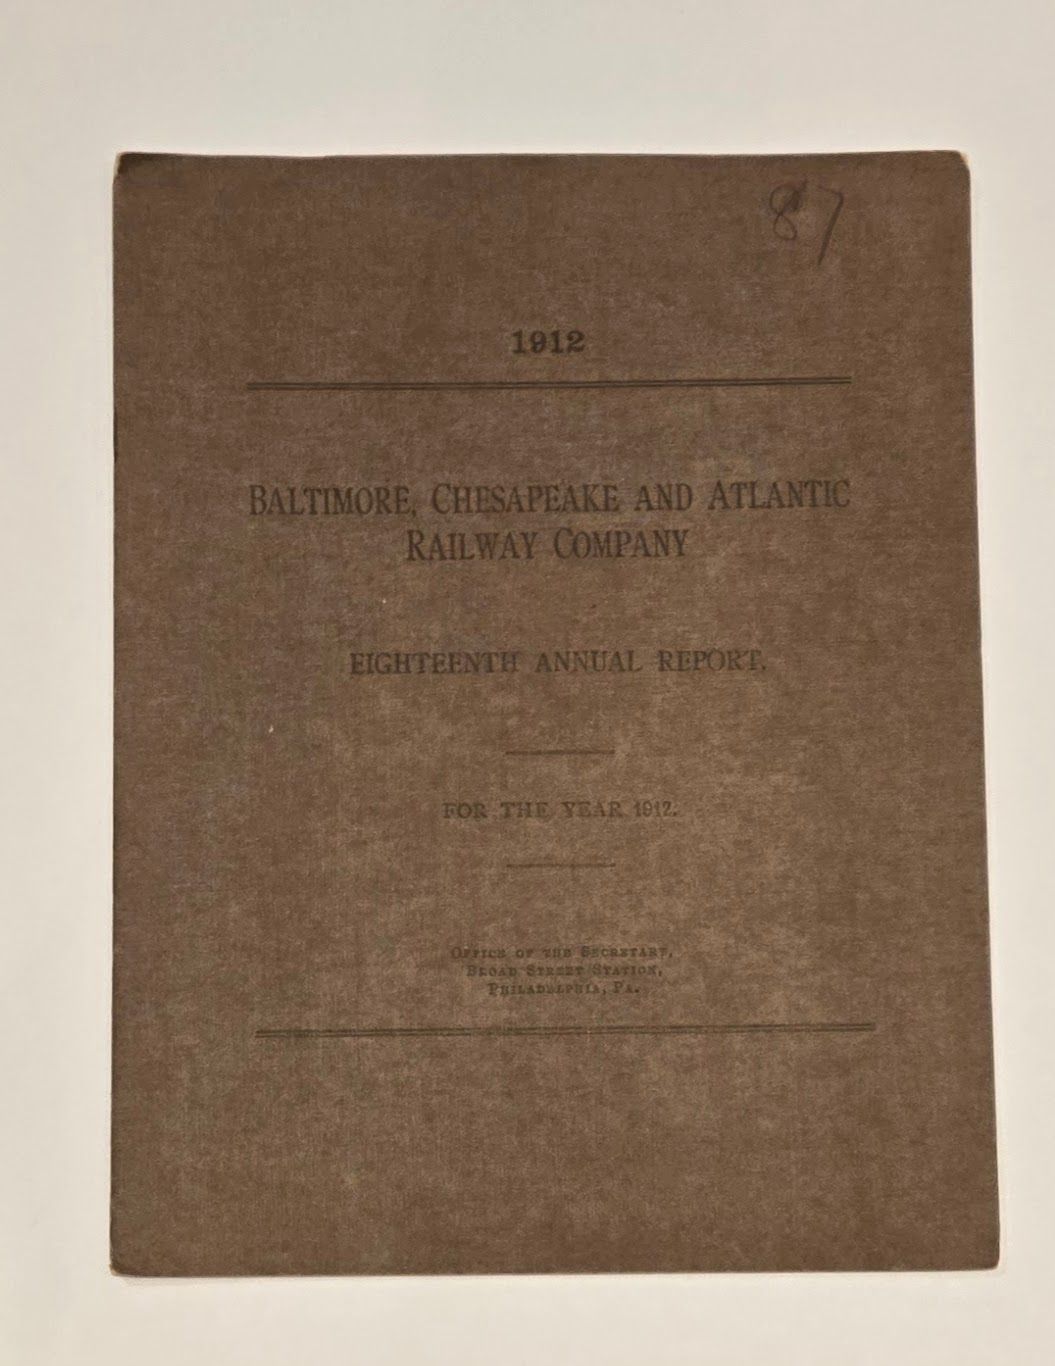 87
1912
BALTIMORE, CHESAPEAKE AND ATLANTIC
RAILWAY COMPANY
EIGHTEENTH ANNUAL REPORT.
FOR THE YEAR 1912.
OFFICE OF THE SECRETARY,
BROAD STREET STATION,
PHILADELPHIA, PA.